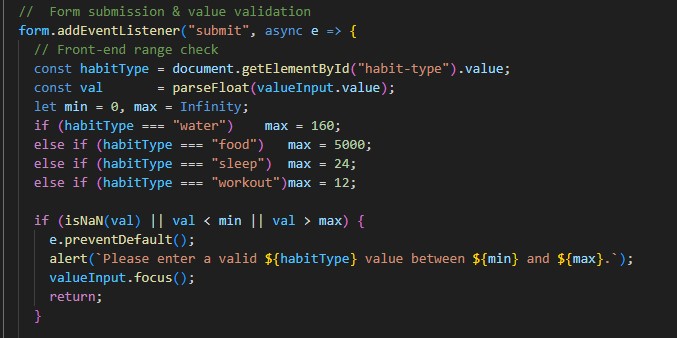 //  Form submission & value validation
form.addEventListener("submit", async e => {
  // Front-end range check
  const habitType = document.getElementById("habit-type").value;
  const val       = parseFloat(valueInput.value);
  let min = 0, max = Infinity;
  if (habitType === "water")    max = 160;
  else if (habitType === "food")   max = 5000;
  else if (habitType === "sleep")  max = 24;
  else if (habitType === "workout")max = 12;

  if (isNaN(val) || val < min || val > max) {
    e.preventDefault();
    alert(`Please enter a valid ${habitType} value between ${min} and ${max}.`);
    valueInput.focus();
    return;
  }